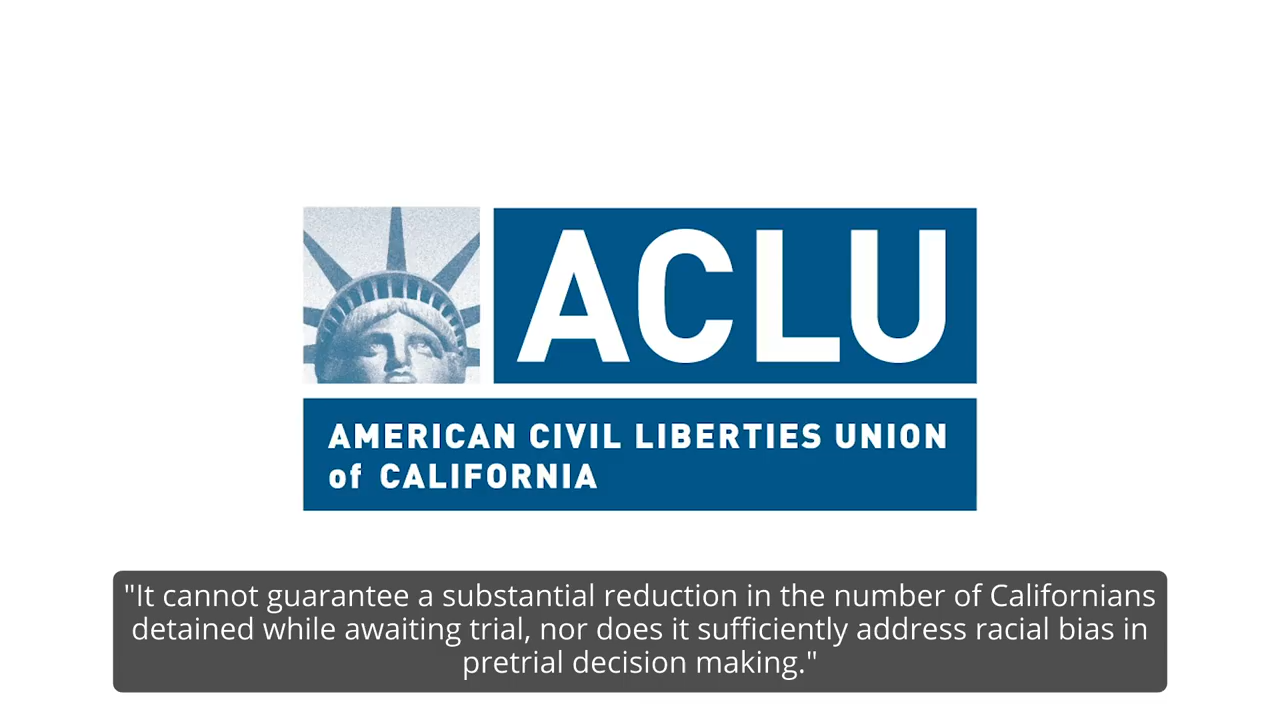 ACLU
AMERICAN CIVIL LIBERTIES UNION
of CALIFORNIA
"It cannot guarantee a substantial reduction in the number of Californians
detained while awaiting trial, nor does it sufficiently address racial bias in
pretrial decision making."